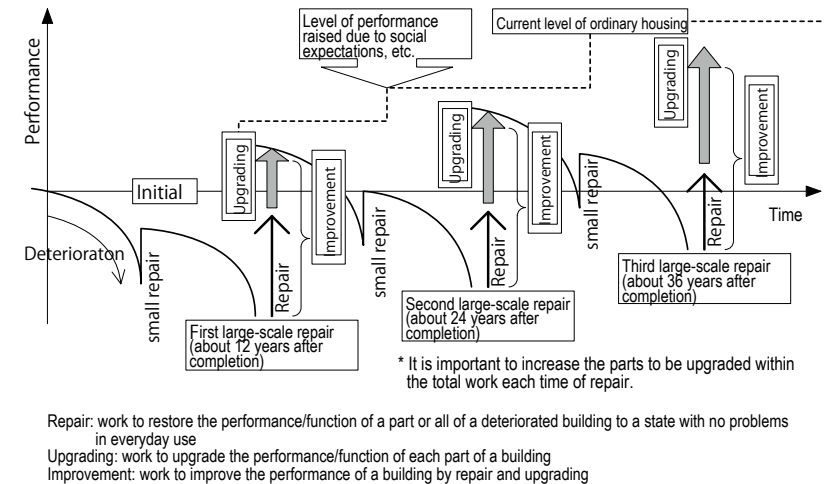 Performance
Level of performance
raised due to social
expectations, etc.
Current level of ordinary housing
Upgrading
Improvement
Upgrading
Improvement
Upgrading
Improvement
Initial
Time
Deterioraton
small repair
Repair
small repair
Repair
small repair
Repair
First large-scale repair
(about 12 years after
completion)
Second large-scale repair
(about 24 years after
completion)
Third large-scale repair
(about 36 years after
completion)
* It is important to increase the parts to be upgraded within
the total work each time of repair.
Repair: work to restore the performance/function of a part or all of a deteriorated building to a state with no problems
in everyday use
Upgrading: work to upgrade the performance/function of each part of a building
Improvement: work to improve the performance of a building by repair and upgrading